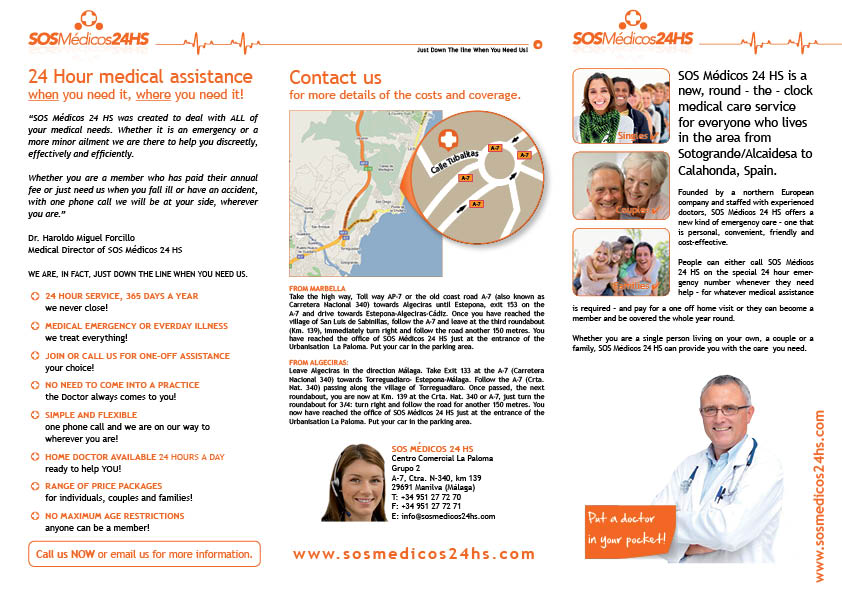 SOSMédicos24HS
Just Down The line When You Need Us!
24 Hour medical assistance
when you need it, where you need it!
"SOS Médicos 24 HS was created to deal with ALL of
your medical needs. Whether it is an emergency or a
more minor ailment we are there to help you discreetly,
effectively and efficiently.
Whether you are a member who has paid their annual
fee or just need us when you fall ill or have an accident,
with one phone call we will be at your side, wherever
you are."
Dr. Haroldo Miguel Forcillo
Medical Director of SOS Médicos 24 HS
WE ARE, IN FACT, JUST DOWN THE LINE WHEN YOU NEED US.
24 HOUR SERVICE, 365 DAYS A YEAR
we never close!
MEDICAL EMERGENCY OR EVERDAY ILLNESS
we treat everything!
JOIN OR CALL US FOR ONE-OFF ASSISTANCE
your choice!
NO NEED TO COME INTO A PRACTICE
the Doctor always comes to you!
SIMPLE AND FLEXIBLE
one phone call and we are on our way to
wherever you are!
HOME DOCTOR AVAILABLE 24 HOURS A DAY
ready to help YOU!
RANGE OF PRICE PACKAGES
for individuals, couples and families!
NO MAXIMUM AGE RESTRICTIONS
anyone can be a member!
Call us NOW or email us for more information.
Contact us
for more details of the costs and coverage.
Calle Tubalitas
A-7
A-7
A-7
A-7
FROM MARBELLA
Take the high way, Toll way AP-7 or the old coast road A-7 (also known as
Carretera Nacional 340) towards Algeciras until Estepona, exit 153 on the
A-7 and drive towards Estepona-Algeciras-Cádiz. Once you have reached the
village of San Luis de Sabinillas, follow the A-7 and leave at the third roundabout
(Km. 139), immediately turn right and follow the road another 150 metres. You
have reached the office of SOS Médicos 24 HS just at the entrance of the
Urbanisation La Paloma. Put your car in the parking area.
FROM ALGECIRAS:
Leave Algeciras in the direction Málaga. Take Exit 133 at the A-7 (Carretera
Nacional 340) towards Torreguadiaro- Estepona-Málaga. Follow the A-7 (Crta.
Nat. 340) passing along the village of Torreguadiaro. Once passed, the next
roundabout, you are now at Km. 139 at the Crta. Nat. 340 or A-7, just turn the
roundabout for 3/4: turn right and follow the road for another 150 metres. You
now have reached the office of SOS Médicos 24 HS just at the entrance of the
Urbanisation La Paloma. Put your car in the parking area.
SOS MÉDICOS 24 HS
Centro Comercial La Paloma
Grupo 2
A-7, Ctra. N-340, km 139
29691 Manilva (Málaga)
T: +34 951 27 72 70
F: +34 951 27 72 71
E: info@sosmedicos24hs.com
www.sosmedicos24hs.com
SOSMédicos24HS
Singles
Couples
Families
SOS Médicos 24 HS is a
new, round - the - clock
medical care service
for everyone who lives
in the area from
Sotogrande/Alcaidesa to
Calahonda, Spain.
Founded by a northern European
company and staffed with experienced
doctors, SOS Médicos 24 HS offers a
new kind of emergency care - one that
is personal, convenient, friendly and
cost-effective.
People can either call SOS Médicos
24 HS on the special 24 hour emer-
gency number whenever they need
help - for whatever medical assistance
is required - and pay for a one off home visit or they can become a
member and be covered the whole year round.
Whether you are a single person living on your own, a couple or a
family, SOS Médicos 24 HS can provide you with the care you need.
Put a doctor
in your pocket!
www.sosmedicos24hs.com